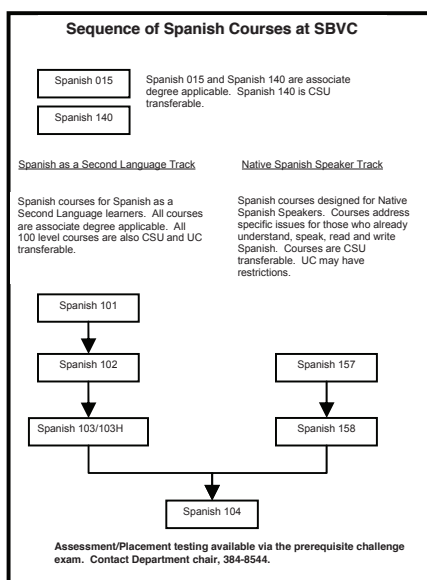 Sequence of Spanish Courses at SBVC
Spanish 015
Spanish 140
Spanish 015 and Spanish 140 are associate
degree applicable. Spanish 140 is CSU
transferable.
Spanish as a Second Language Track
Spanish courses for Spanish as a
Second Language learners. All courses
are associate degree applicable. All
100 level courses are also CSU and UC
transferable.
Native Spanish Speaker Track
Spanish courses designed for Native
Spanish Speakers. Courses address
specific issues for those who already
understand, speak, read and write
Spanish. Courses are CSU
transferable. UC may have
restrictions.
Spanish 101
Spanish 102
Spanish 157
Spanish 103/103H
Spanish 158
Spanish 104
Assessment/Placement testing available via the prerequisite challenge
exam. Contact Department chair, 384-8544.